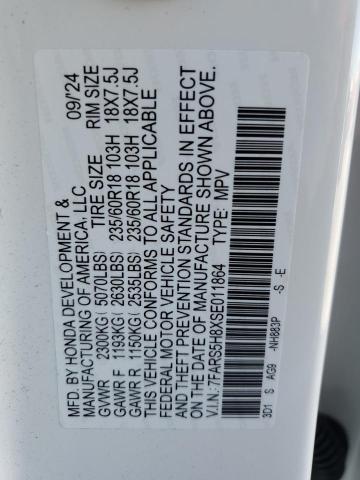 MFD. BY HONDA DEVELOPMENT & 09/24
MANUFACTURING OF AMERICA, LLC
TIRE SIZE RIM SIZE
GVWR 2300KG (5070LBS)
GAWR F 1193KG (2630LBS) 235/60R18 103H 18X7.5J
GAWR R 1150KG (2535LBS) 235/60R18 103H 18X7.5J
THIS VEHICLE CONFORMS TO ALL APPLICABLE
FEDERAL MOTOR VEHICLE SAFETY
AND THEFT PREVENTION STANDARDS IN EFFECT
ON THE DATE OF MANUFACTURE SHOWN ABOVE.
V.I.N.: 7FARS5H8XSE011864 TYPE: MPV
3D1 S AG9 -NH883P -S -E